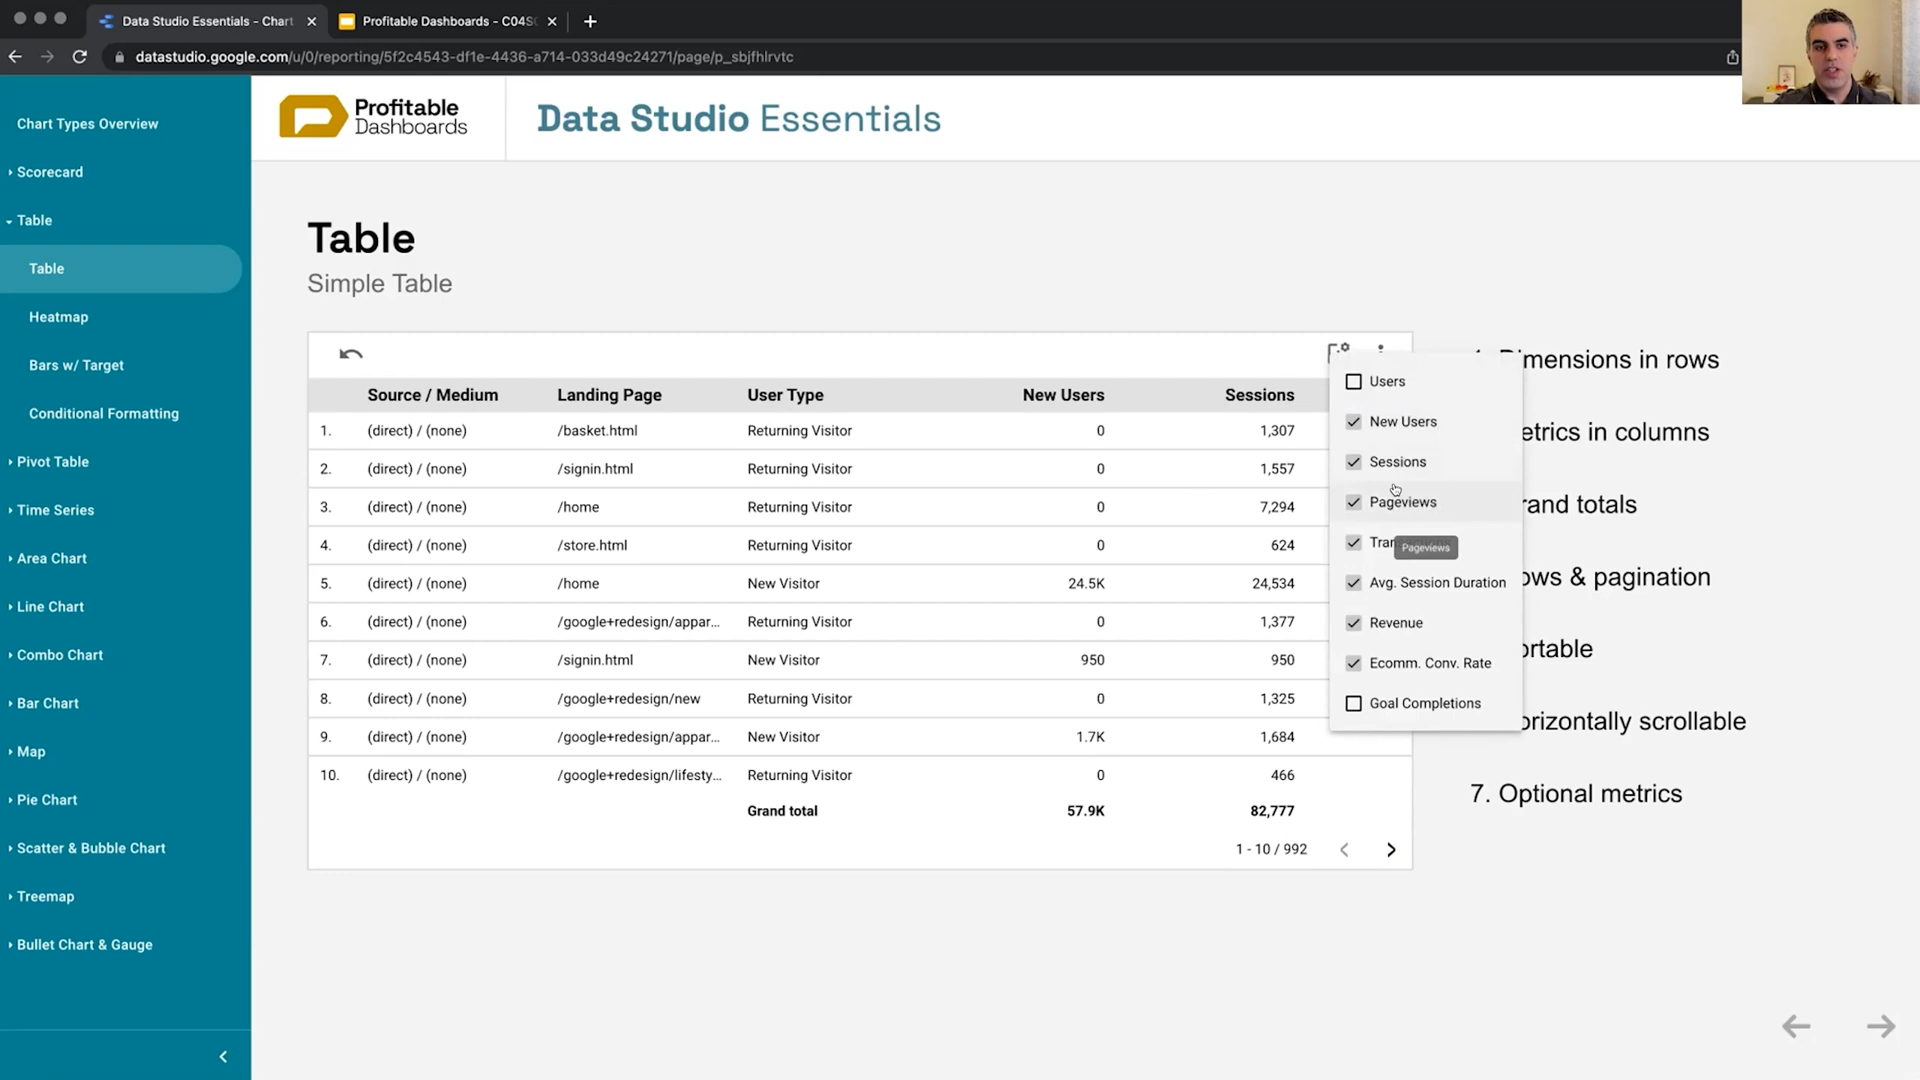 Data Studio Essentials - Chart
Profitable Dashboards - C04S
datastudio.google.com/u/0/reporting/5f2c4543-df1e-4436-a714-033d49c24271/page/p_sbjfhlrvtc
Chart Types Overview
Scorecard
Table
Table
Heatmap
Bars w/ Target
Conditional Formatting
Pivot Table
Time Series
Area Chart
Line Chart
Combo Chart
Bar Chart
Map
Pie Chart
Scatter & Bubble Chart
Treemap
Bullet Chart & Gauge
Profitable
Dashboards
Data Studio Essentials
Table
Simple Table
Source / Medium Landing Page User Type New Users Sessions
1. (direct) / (none) /basket.html Returning Visitor 0 1,307
2. (direct) / (none) /signin.html Returning Visitor 0 1,557
3. (direct) / (none) /home Returning Visitor 0 7,294
4. (direct) / (none) /store.html Returning Visitor 0 624
5. (direct) / (none) /home New Visitor 24.5K 24,534
6. (direct) / (none) /google+redesign/appar... Returning Visitor 0 1,377
7. (direct) / (none) /signin.html New Visitor 950 950
8. (direct) / (none) /google+redesign/new Returning Visitor 0 1,325
9. (direct) / (none) /google+redesign/appar... New Visitor 1.7K 1,684
10. (direct) / (none) /google+redesign/lifesty... Returning Visitor 0 466
Grand total 57.9K 82,777
1 - 10 / 992
Users
New Users
Sessions
Pageviews
Tran
Pageviews
Avg. Session Duration
Revenue
Ecomm. Conv. Rate
Goal Completions
mensions in rows
etrics in columns
rand totals
ows & pagination
ortable
orizontally scrollable
7. Optional metrics